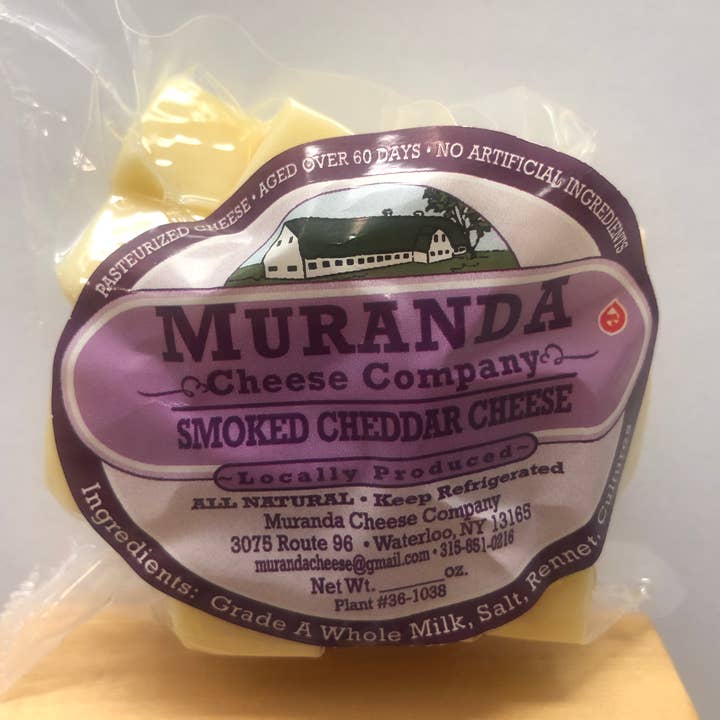 PASTEURIZED CHEESE • AGED OVER 60 DAYS • NO ARTIFICIAL INGREDIENTS
MURANDA
Cheese Company
SMOKED CHEDDAR CHEESE
~Locally Produced~
ALL NATURAL • Keep Refrigerated
Muranda Cheese Company
3075 Route 96 • Waterloo, NY 13165
murandacheese@gmail.com • 315-651-0216
Net Wt. ______oz.
Plant #36-1038
Ingredients: Grade A Whole Milk, Salt, Rennet, Cultures